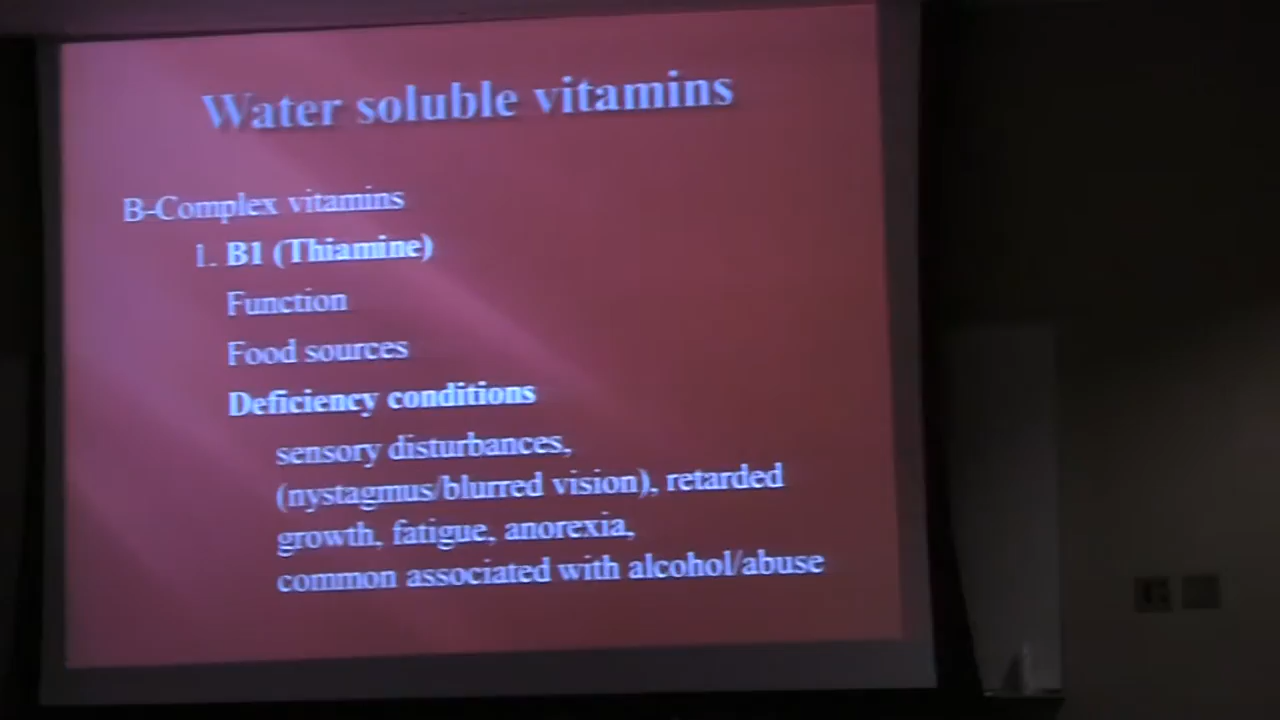 Water soluble vitamins
B-Complex vitamins
1. B1 (Thiamine)
Function
Food sources
Deficiency conditions
sensory disturbances,
(nystagmus/blurred vision), retarded
growth, fatigue, anorexia,
common associated with alcohol/abuse